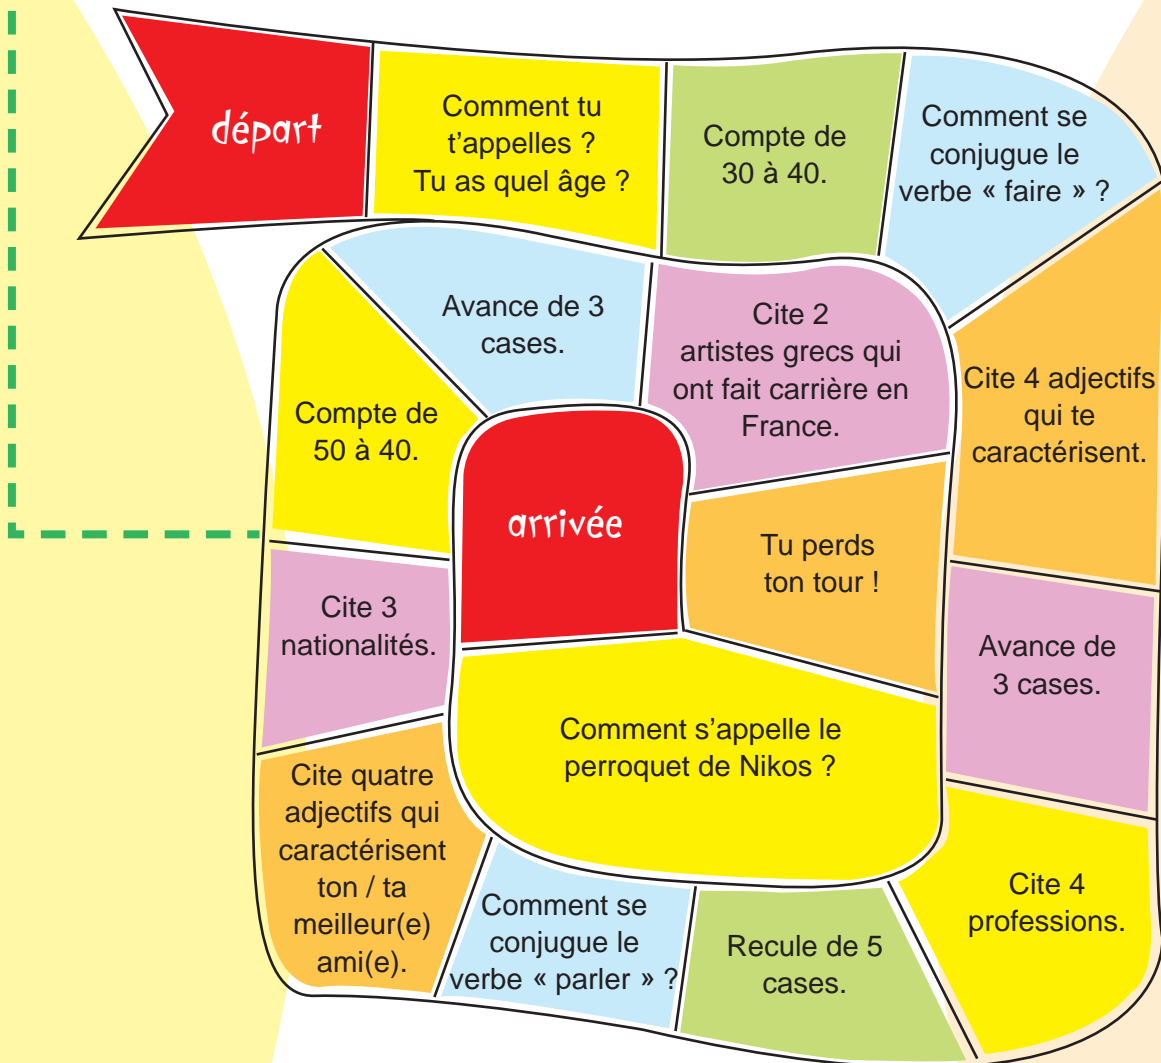 départ
Comment tu
t'appelles ?
Tu as quel âge ?
Compte de
30 à 40.
Comment se
conjugue le
verbe « faire » ?
Cite 4 adjectifs
qui te
caractérisent.
Avance de
3 cases.
Cite 4
professions.
Recule de 5
cases.
Comment se
conjugue le
verbe « parler » ?
Cite quatre
adjectifs qui
caractérisent
ton / ta
meilleur(e)
ami(e).
Cite 3
nationalités.
Compte de
50 à 40.
Avance de 3
cases.
Cite 2
artistes grecs qui
ont fait carrière en
France.
Tu perds
ton tour !
Comment s’appelle le
perroquet de Nikos ?
arrivée